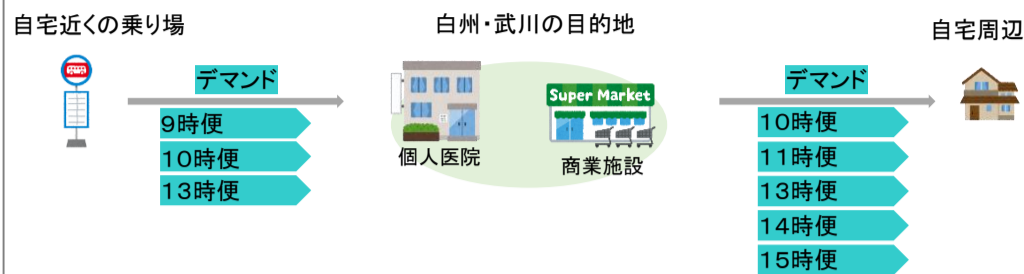 自宅近くの乗り場
デマンド
9時便
10時便
13時便
白州・武川の目的地
個人医院
Super Market
商業施設
デマンド
10時便
11時便
13時便
14時便
15時便
自宅周辺